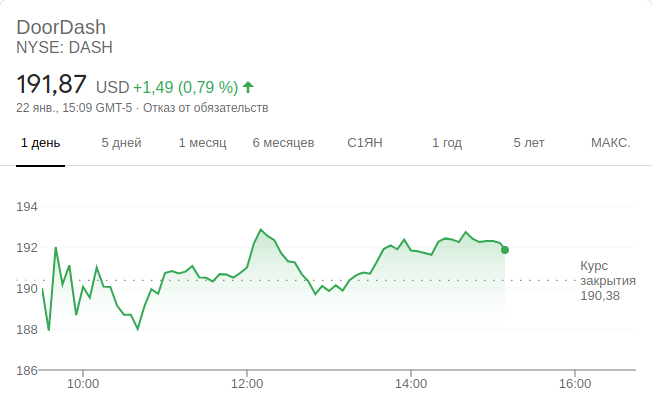 DoorDash
NYSE: DASH
191,87 USD +1,49 (0,79 %)
22 янв., 15:09 GMT-5 · Отказ от обязательств
1 день 5 дней 1 месяц 6 месяцев С1ЯН 1 год 5 лет МАКС.
194
192
190
188
186
Курс
закрытия
190,38
10:00 12:00 14:00 16:00